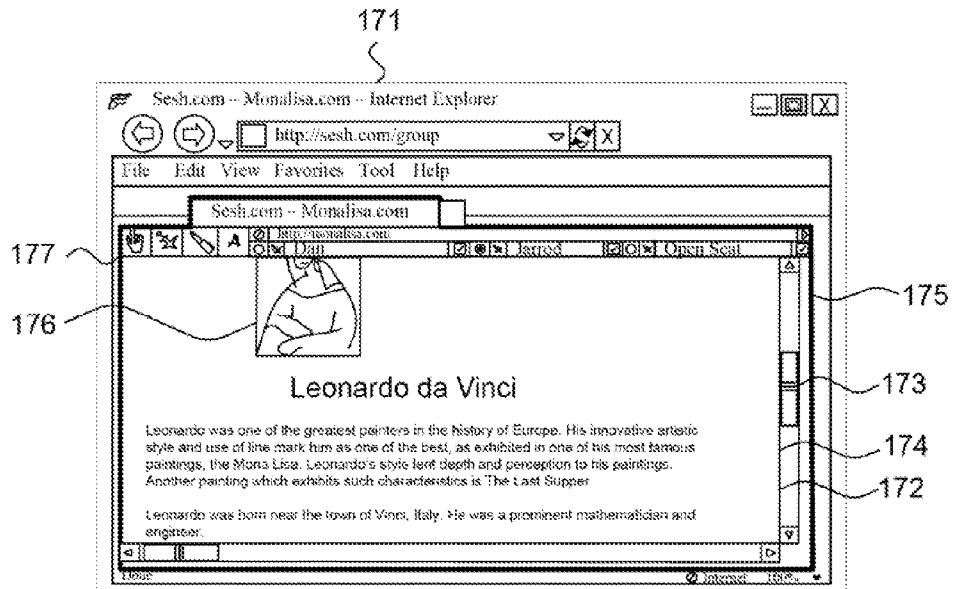 171
Sesh.com – Monalisa.com – Internet Explorer
http://sesh.com/group
X
File Edit View Favorites Tool Help
Sesh.com – Monalisa.com
A
http://monalisa.com
Dan Jarrod Open Seat
177
176
175
173
174
172
Leonardo da Vinci
Leonardo was one of the greatest painters in the history of Europe. His innovative artistic
style and use of line mark him as one of the best, as exhibited in one of his most famous
paintings, the Mona Lisa. Leonardo's style lent depth and perception to his paintings.
Another painting which exhibits such characteristics is The Last Supper
Leonardo was born near the town of Vinci, Italy. He was a prominent mathematician and
engineer.
Done Internet 100%